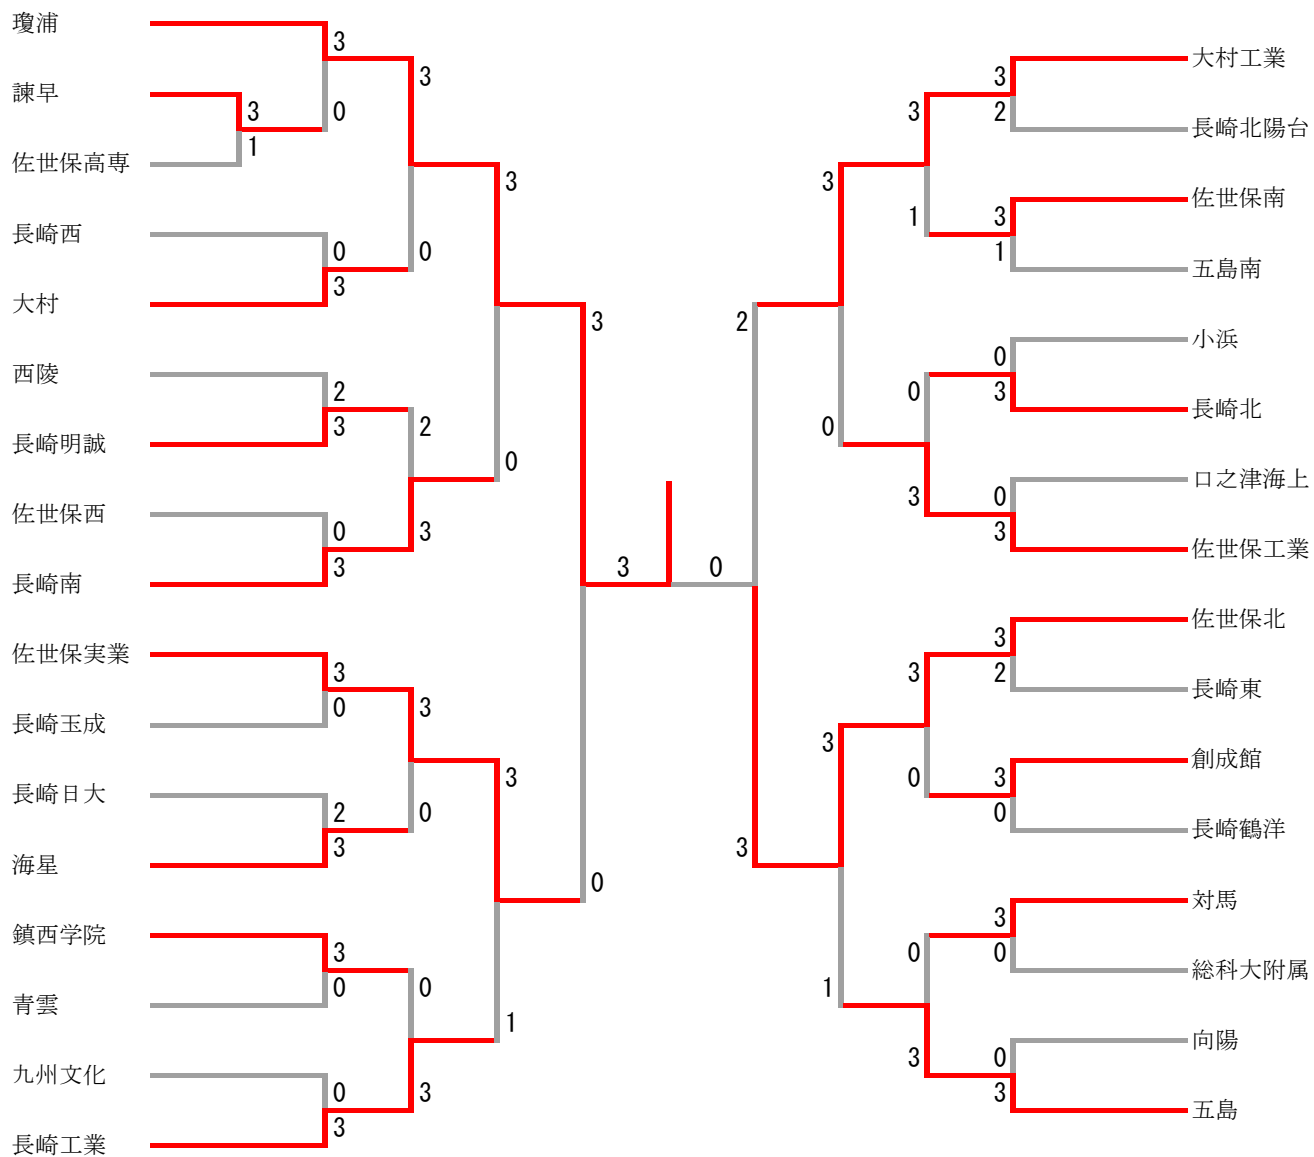 瓊浦
諫早
佐世保高専
長崎西
大村
西陵
長崎明誠
佐世保西
長崎南
佐世保実業
長崎玉成
長崎日大
海星
鎮西学院
青雲
九州文化
長崎工業
3
0
3
1
0
3
2
3
0
3
3
0
2
3
3
0
0
3
3
0
2
3
3
0
0
3
3
0
3
1
3
0
3
0
2
3
3
0
3
1
3
1
0
3
3
0
0
3
3
2
3
1
0
3
0
3
3
2
3
0
3
0
0
3
大村工業
長崎北陽台
佐世保南
五島南
小浜
長崎北
口之津海上
佐世保工業
佐世保北
長崎東
創成館
長崎鶴洋
対馬
総科大附属
向陽
五島